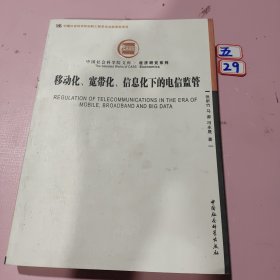 中国社会科学院文库·经济研究系列
The Selected Works of CASS · Economics
移动化、宽带化、信息化下的电信监管
REGULATION OF TELECOMMUNICATIONS IN THE ERA OF
MOBILE, BROADBAND AND BIG DATA
中国社会科学出版社
五
29